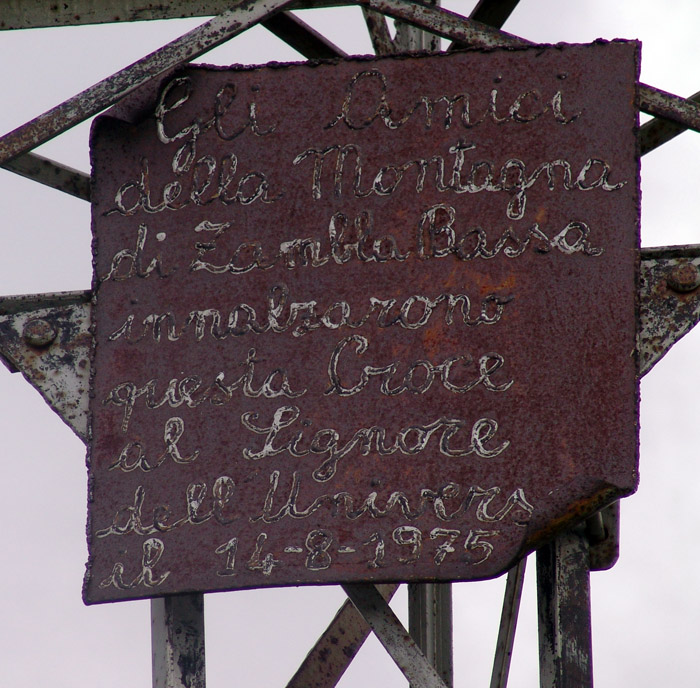 Gli Amici
della Montagna
di Zambla Bassa
innalzarono
questa Croce
al Signore
dell Univers
il 14-8-1975